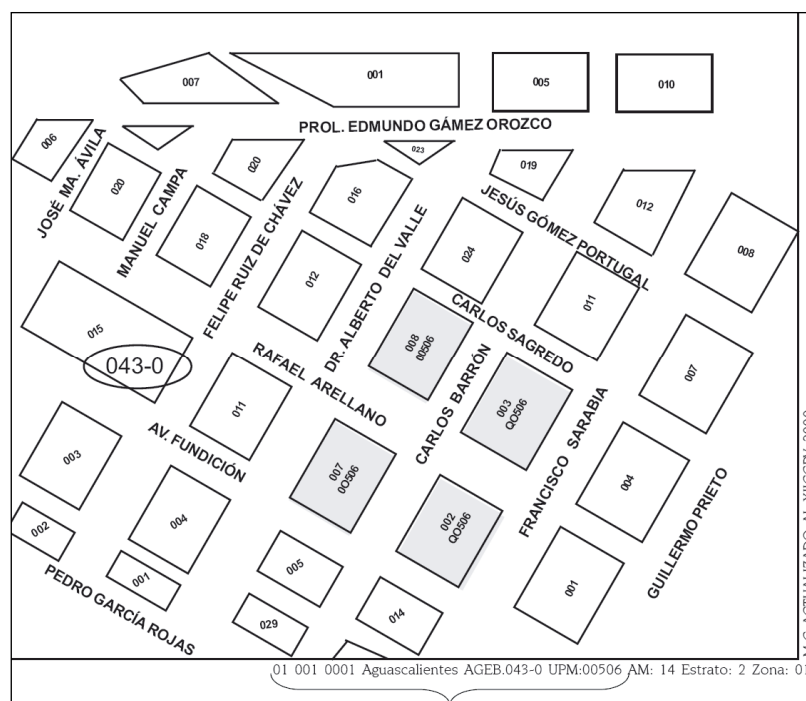 007
001
005
010
PROL. EDMUNDO GÁMEZ OROZCO
006
JOSÉ MA. ÁVILA
020
MANUEL CAMPA
018
020
FELIPE RUIZ DE CHÁVEZ
016
023
019
JESÚS GÓMEZ PORTUGAL
012
008
024
DR. ALBERTO DEL VALLE
012
011
CARLOS SAGREDO
015
043-0
008
00506
RAFAEL ARELLANO
CARLOS BARRÓN
003
QO506
007
011
AV. FUNDICIÓN
FRANCISCO SARABIA
003
007
0O506
004
GUILLERMO PRIETO
004
002
QO506
002
001
005
001
PEDRO GARCÍA ROJAS
029
014
01 001 0001 Aguascalientes AGEB.043-0 UPM:00506 AM: 14 Estrato: 2 Zona: 01